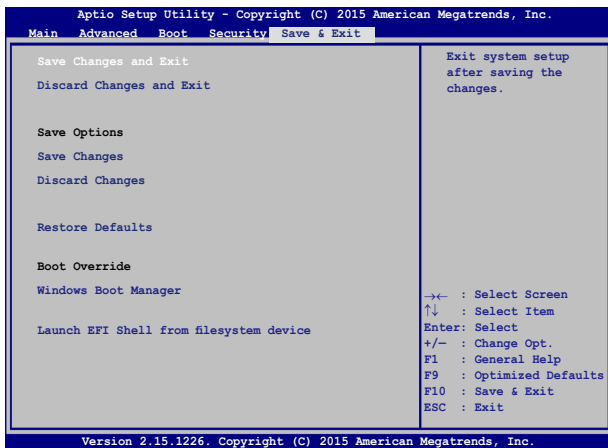 Aptio Setup Utility - Copyright (C) 2015 American Megatrends, Inc.
Main Advanced Boot Security Save & Exit
Save Changes and Exit
Discard Changes and Exit
Save Options
Save Changes
Discard Changes
Restore Defaults
Boot Override
Windows Boot Manager
Launch EFI Shell from filesystem device
Exit system setup
after saving the
changes.
→← : Select Screen
↑↓ : Select Item
Enter: Select
+/— : Change Opt.
F1 : General Help
F9 : Optimized Defaults
F10 : Save & Exit
ESC : Exit
Version 2.15.1226. Copyright (C) 2015 American Megatrends, Inc.